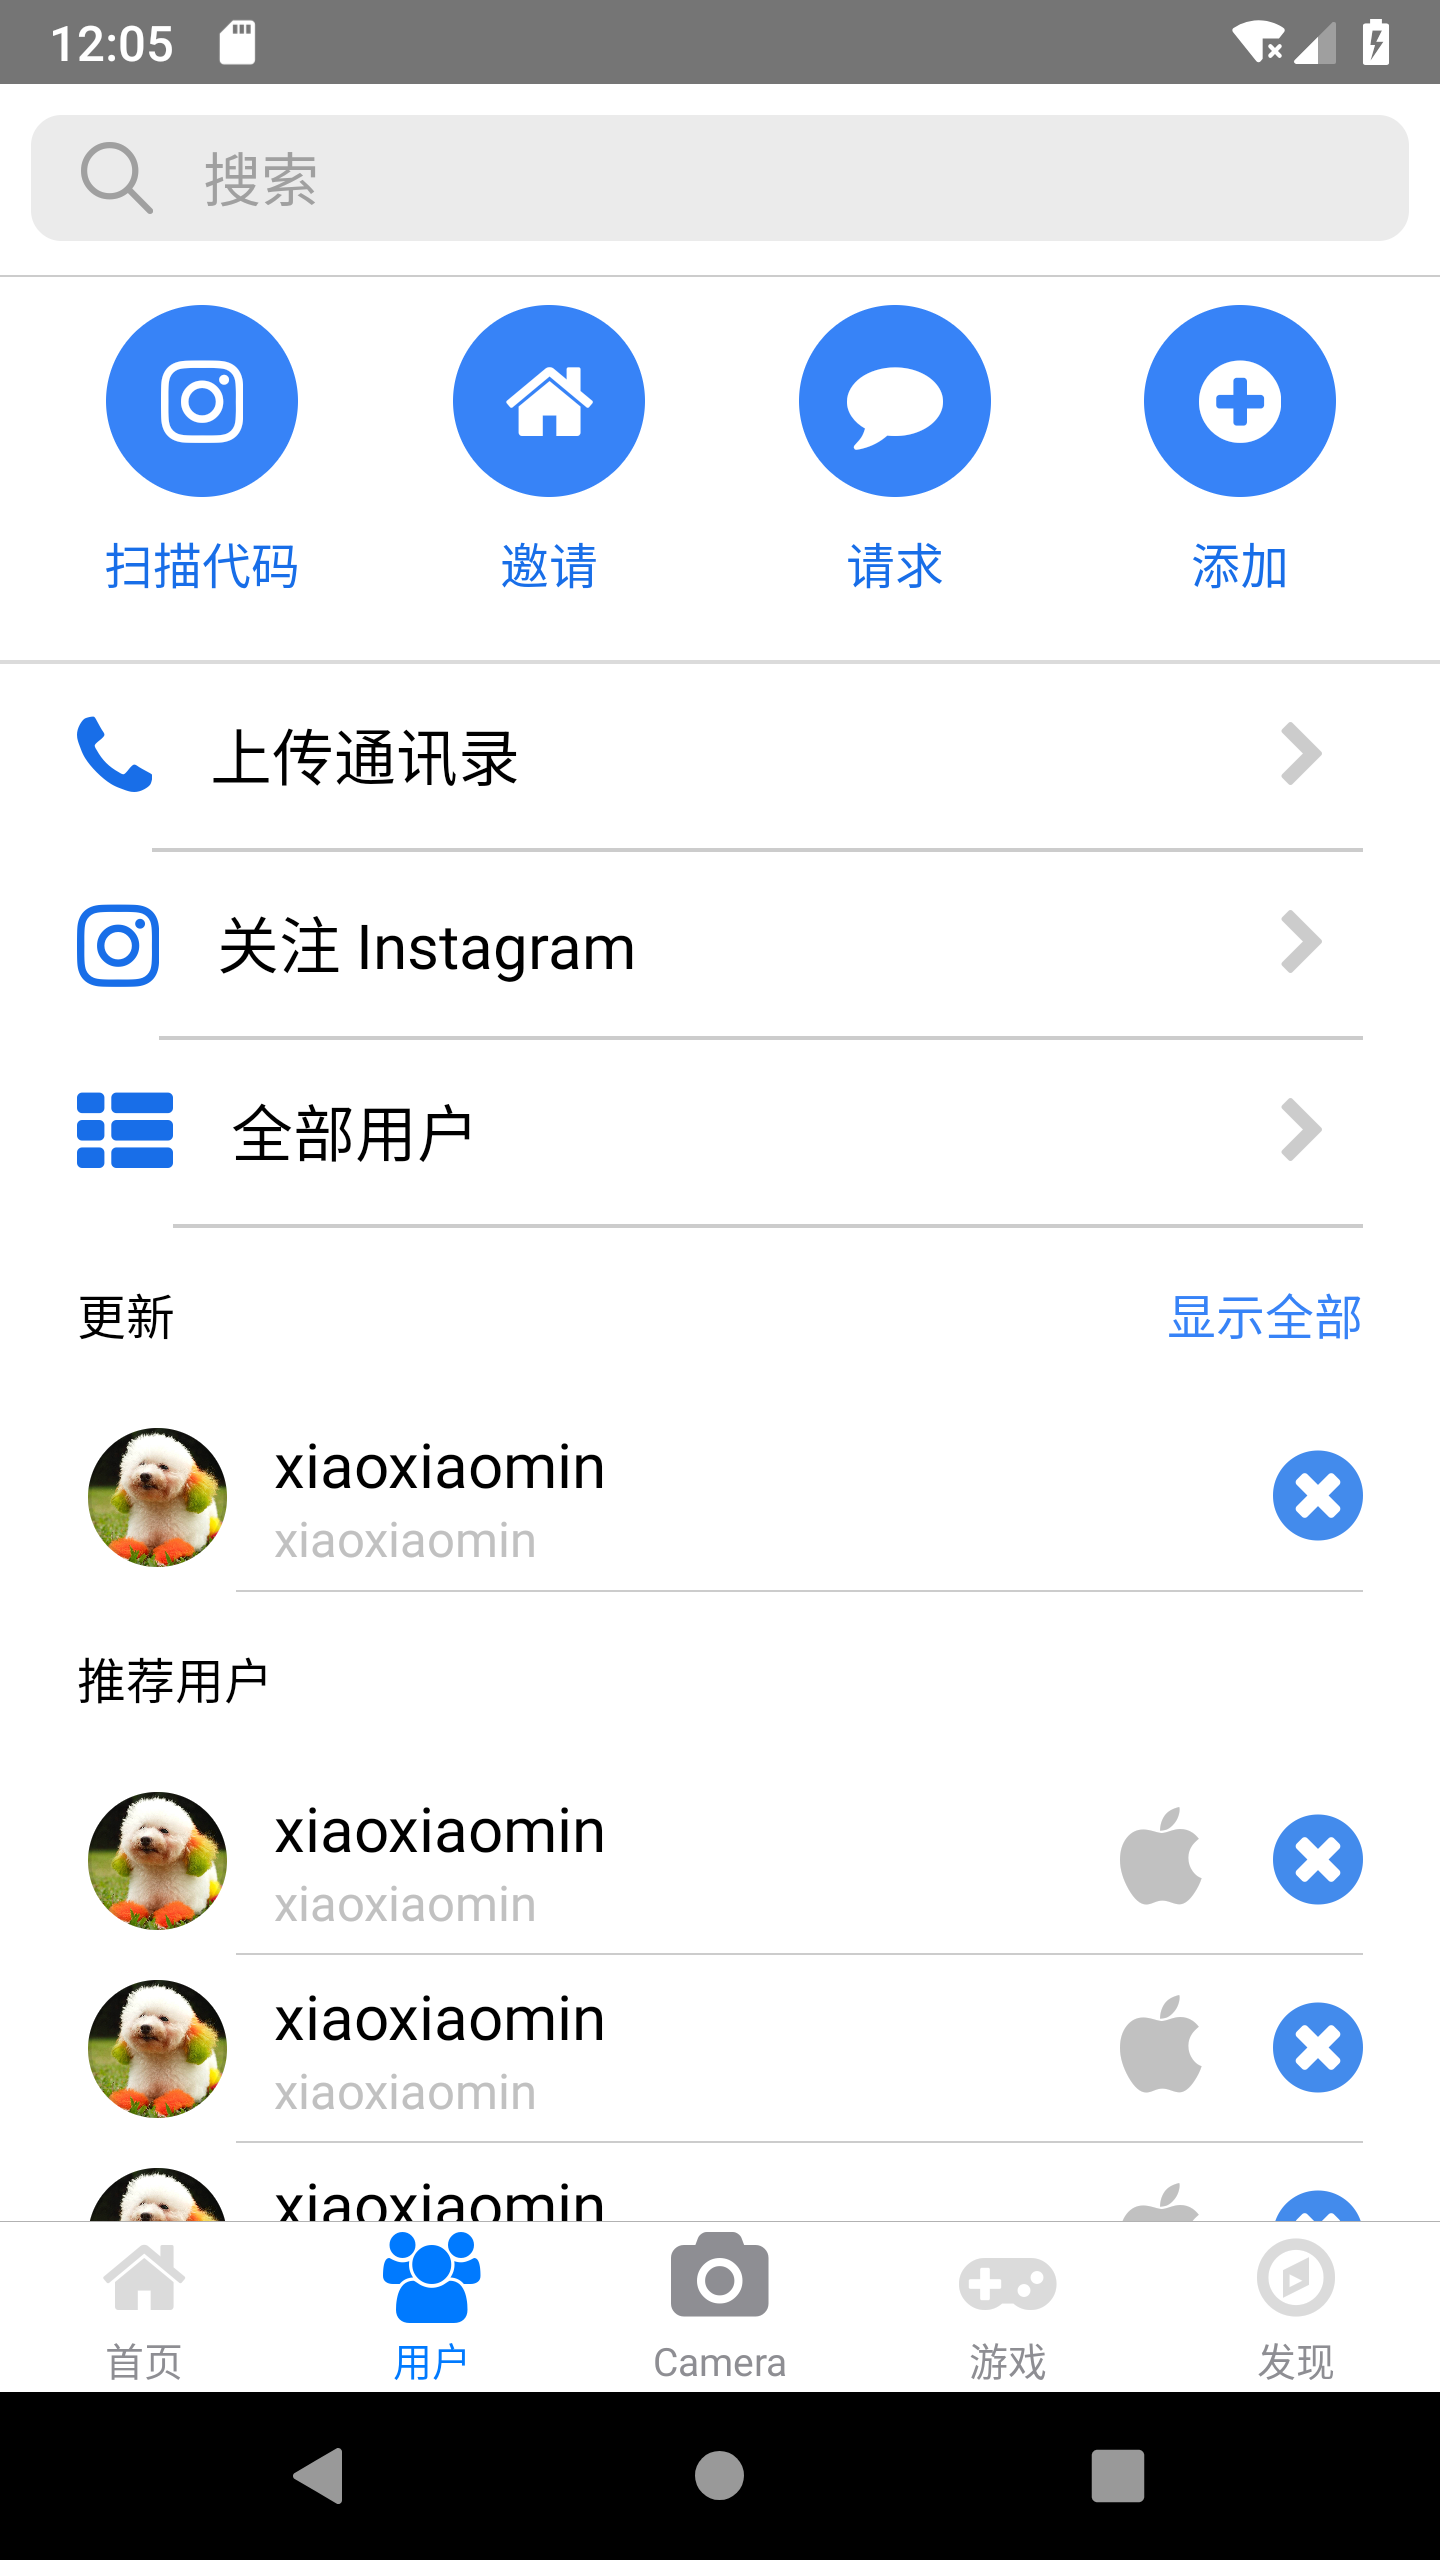 12:05
搜索
扫描代码 邀请 请求 添加
上传通讯录
关注 Instagram
全部用户
更新 显示全部
xiaoxiaomin
xiaoxiaomin
推荐用户
xiaoxiaomin
xiaoxiaomin
xiaoxiaomin
xiaoxiaomin
xiaoxiaomin
首页 用户 Camera 游戏 发现